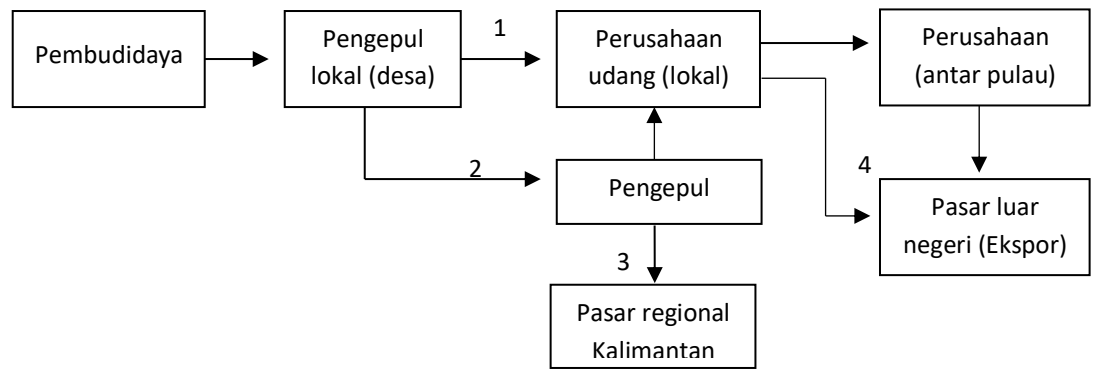 Pembudidaya
Pengepul
lokal (desa)
1
Perusahaan
udang (lokal)
Perusahaan
(antar pulau)
2
Pengepul
4
Pasar luar
negeri (Ekspor)
3
Pasar regional
Kalimantan